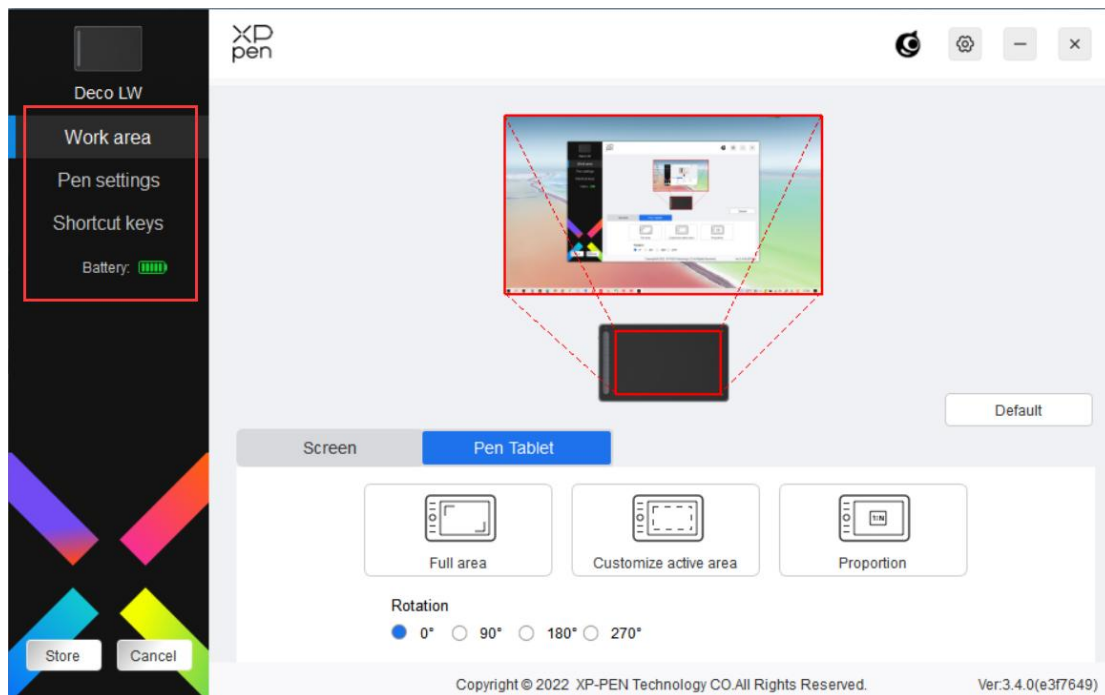 XP
pen
Deco LW
Work area
Pen settings
Shortcut keys
Battery:
Default
Screen Pen Tablet
1:N
Full area Customize active area Proportion
Rotation
0° 90° 180° 270°
Store Cancel
Copyright © 2022 XP-PEN Technology CO.All Rights Reserved. Ver:3.4.0(e3f7649)